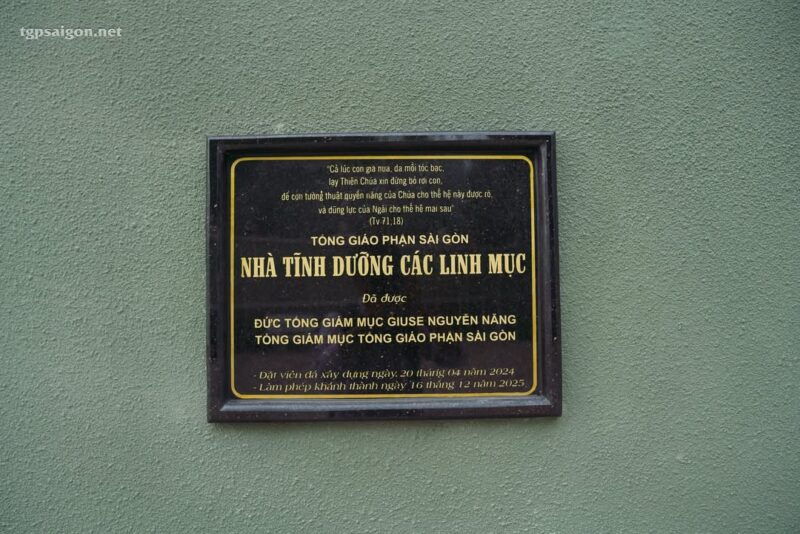 tgpsaigon.net
"Cả lúc con già nua, da mồi tóc bạc,
lạy Thiên Chúa xin đừng bỏ rơi con,
để con tường thuật quyền năng của Chúa cho thế hệ này được rõ,
và dũng lực của Ngài cho thế hệ mai sau"
(Tv 71,18)
TỔNG GIÁO PHẬN SÀI GÒN
NHÀ TĨNH DƯỠNG CÁC LINH MỤC
Đã được
ĐỨC TỔNG GIÁM MỤC GIUSE NGUYỄN NĂNG
TỔNG GIÁM MỤC TỔNG GIÁO PHẬN SÀI GÒN
- Đặt viên đá xây dựng ngày, 20 tháng 04 năm 2024
- Làm phép khánh thành ngày 16 tháng 12 năm 2025